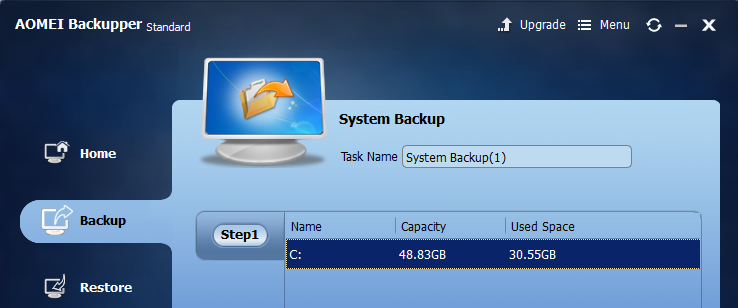 AOMEI Backupper Standard Upgrade Menu
System Backup
Home
Task Name System Backup(1)
Backup
Step1
Name Capacity Used Space
C: 48.83GB 30.55GB
Restore